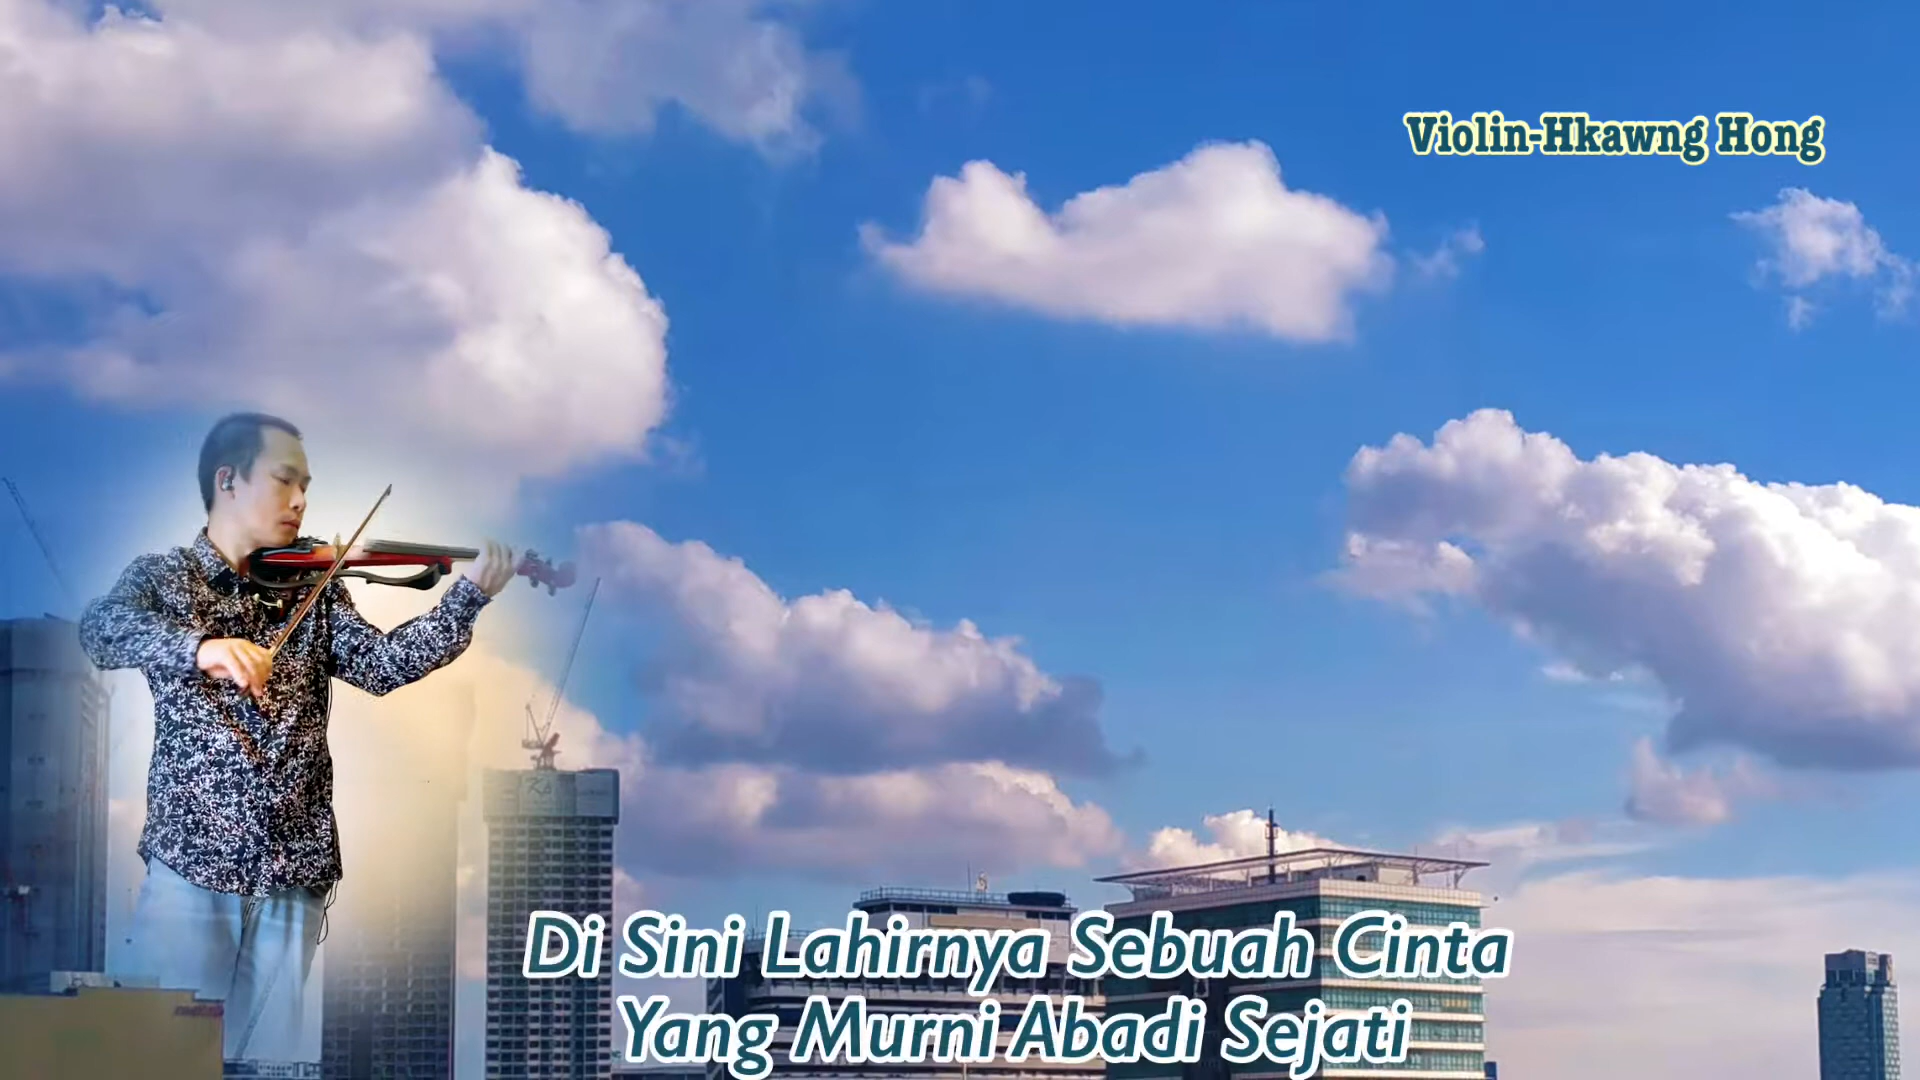 Violin-Hkawng Hong
Di Sini Lahirnya Sebuah Cinta
Yang Murni Abadi Sejati